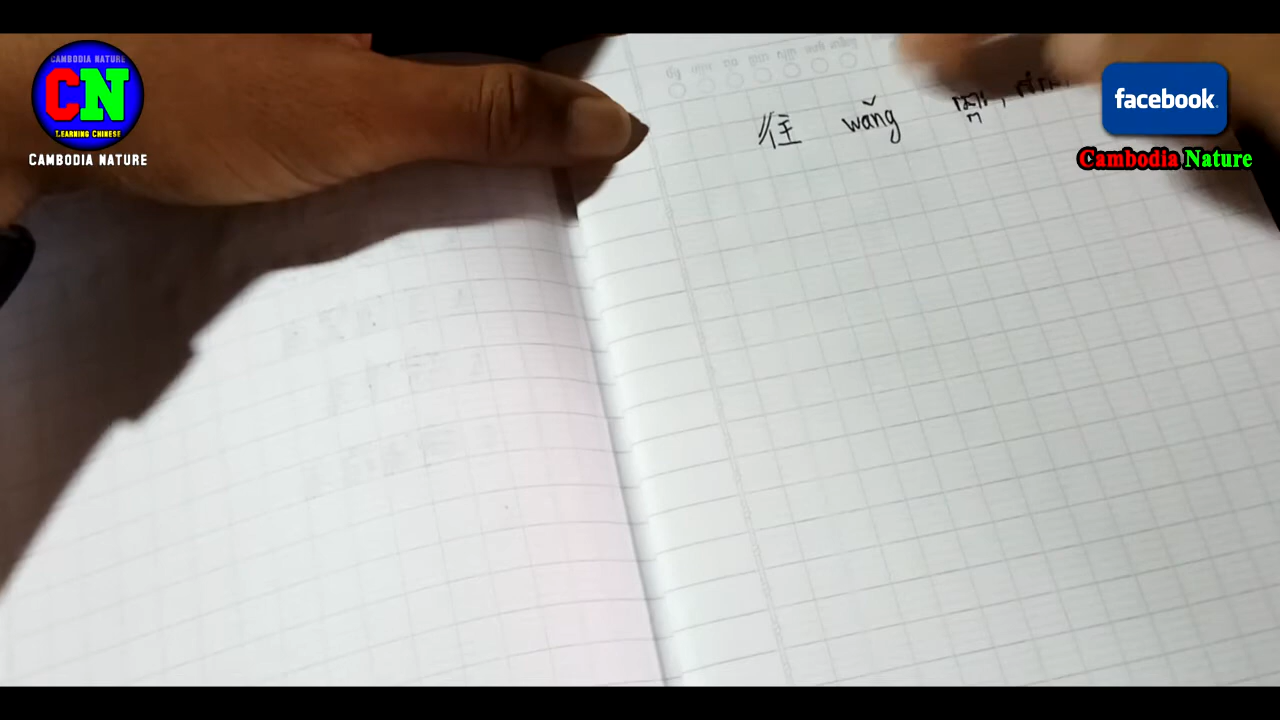 CAMBODIA NATURE
CN
LEARNING CHINESE
CAMBODIA NATURE
往 wǎng
facebook
Cambodia Nature